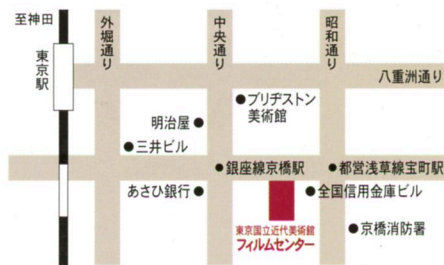 至神田
東京駅
外堀通り
中央通り
昭和通り
八重洲通り
ブリヂストン
美術館
明治屋
三井ビル
銀座線京橋駅
都営浅草線宝町駅
あさひ銀行
全国信用金庫ビル
東京国立近代美術館
フィルムセンター
京橋消防署